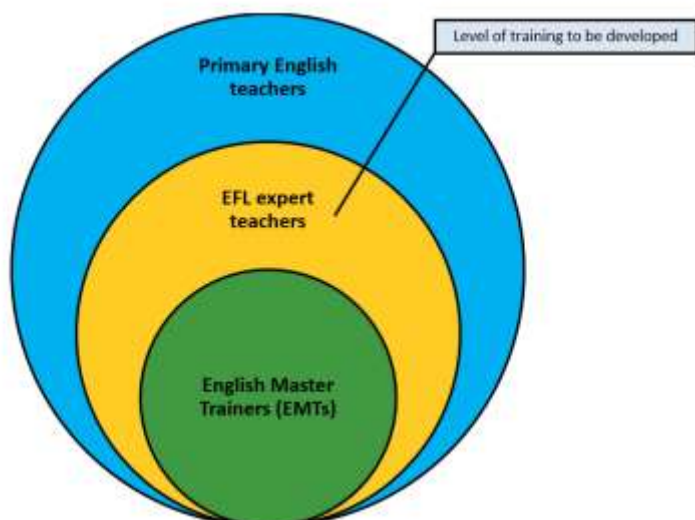 Level of training to be developed
Primary English
teachers
EFL expert
teachers
English Master
Trainers (EMTs)